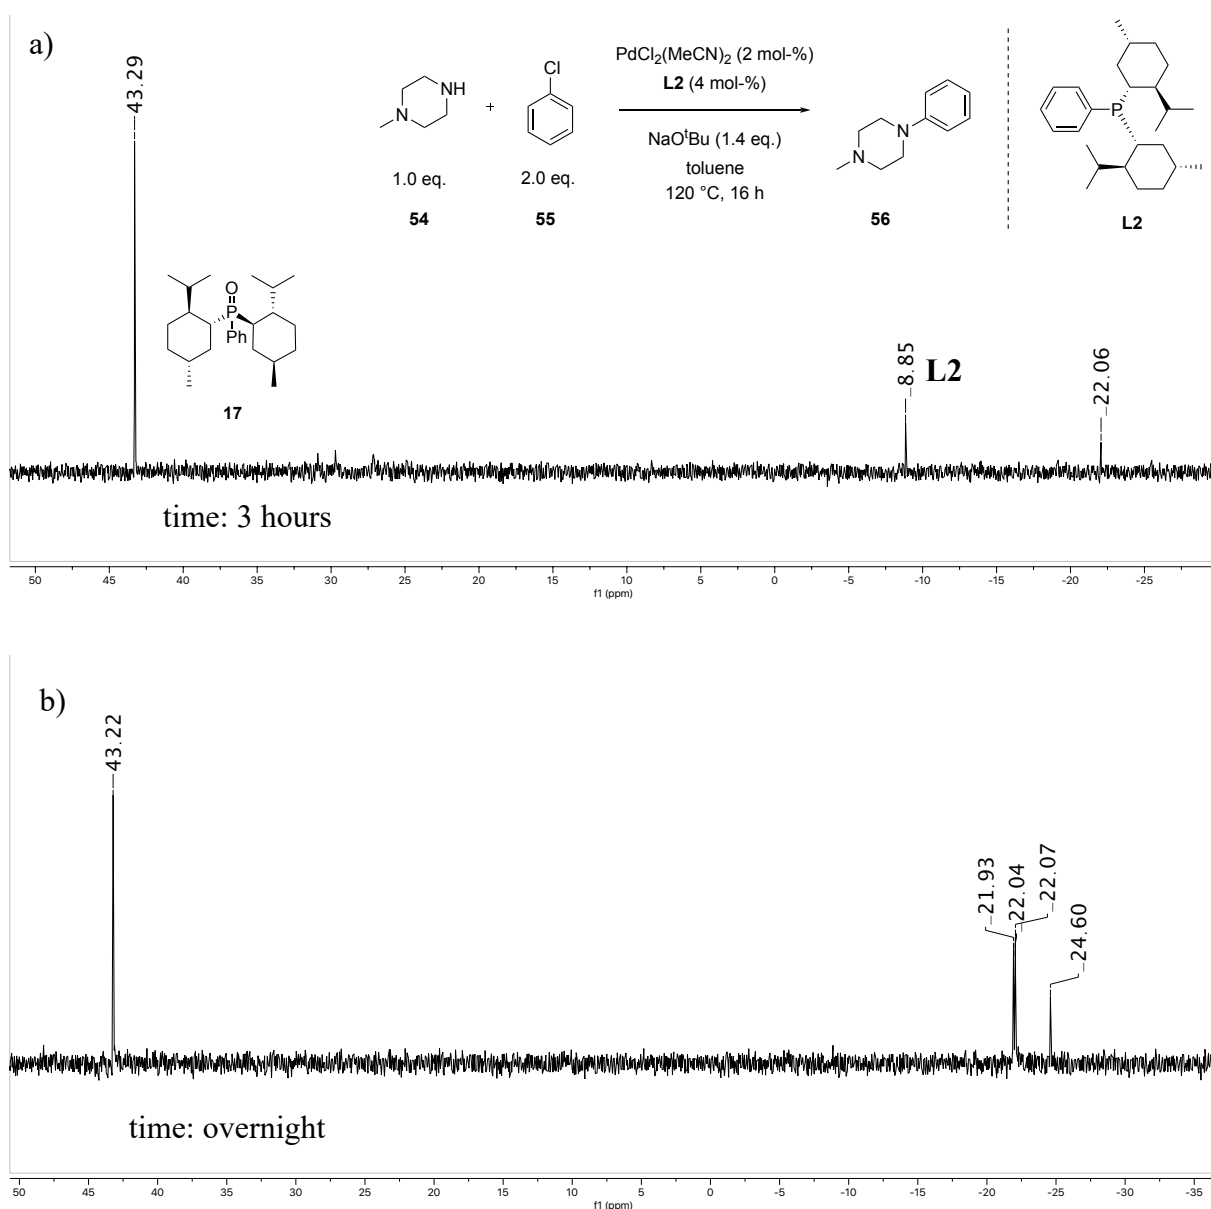 a)
43.29
PdCl2(MeCN)2 (2 mol-%)
L2 (4 mol-%)
NaOtBu (1.4 eq.)
toluene
120 °C, 16 h
NH
N
+
Cl
N
N
1.0 eq.
2.0 eq.
54
55
56
P
L2
O
P
Ph
17
-8.85
L2
-22.06
time: 3 hours
50 45 40 35 30 25 20 15 10 5 0 -5 -10 -15 -20 -25
f1 (ppm)
b)
43.22
-21.93
-22.04
-22.07
-24.60
time: overnight
50 45 40 35 30 25 20 15 10 5 0 -5 -10 -15 -20 -25 -30 -35
f1 (ppm)